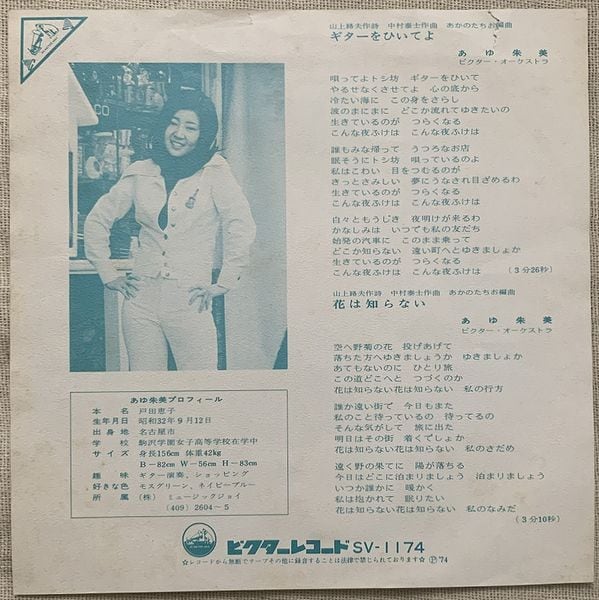 山上路夫作詩 中村泰士作曲 あかのたちお編曲
ギターをひいてよ
あゆ朱美
ビクター・オーケストラ
唄ってよトシ坊 ギターをひいて
やるせなくさせてよ 心の底から
冷たい海に この身をさらし
波のまにまに どこか流れてゆきたいの
生きているのが つらくなる
こんな夜ふけは こんな夜ふけは
誰もみな帰って うつろなお店
眠そうにトシ坊 唄っているのよ
私はこわい 目をつむるのが
きっとさみしい 夢にうなされ目ざめるわ
生きているのが つらくなる
こんな夜ふけは こんな夜ふけは
白々ともうじき 夜明けが来るわ
かなしみは いつでも私の友だち
始発の汽車に このまま乗って
どこか知らない 遠い町へとゆきましょか
生きているのが つらくなる
こんな夜ふけは こんな夜ふけは
(3分26秒)
山上路夫作詩 中村泰士作曲 あかのたちお編曲
花は知らない
あゆ朱美
ビクター・オーケストラ
空へ野菊の花 投げあげて
落ちた方へゆきましょうか ゆきましょか
あてもないのに ひとり旅
この道どこへと つづくのか
花は知らない花は知らない 私の行方
誰か遠い街で 今日もまた
私のこと待っているの 待ってるの
そんな気がして 旅に出た
明日はその街 着くでしょか
花は知らない花は知らない 私のさだめ
遠く野の果てに 陽が落ちる
今日はどこに泊りましょう 泊りましょう
いつか誰かに 暖かく
私は抱かれて 眠りたい
花は知らない花は知らない 私のなみだ
(3分10秒)
あゆ朱美プロフィール
本名 戸田恵子
生年月日 昭和32年9月12日
出身地 名古屋市
学校 駒沢学園女子高等学校在学中
サイズ 身長156cm 体重42kg
B-82cm W-56cm H-83cm
趣味 ギター演奏、ショッピング
好きな色 モスグリーン、ネイビーブルー
所属 (株) ミュージックジョイ
(409) 2604~5
ビクターレコード SV-1174
☆レコードから無断でテープその他に録音することは法律で禁じられております☆ Ⓟ'74